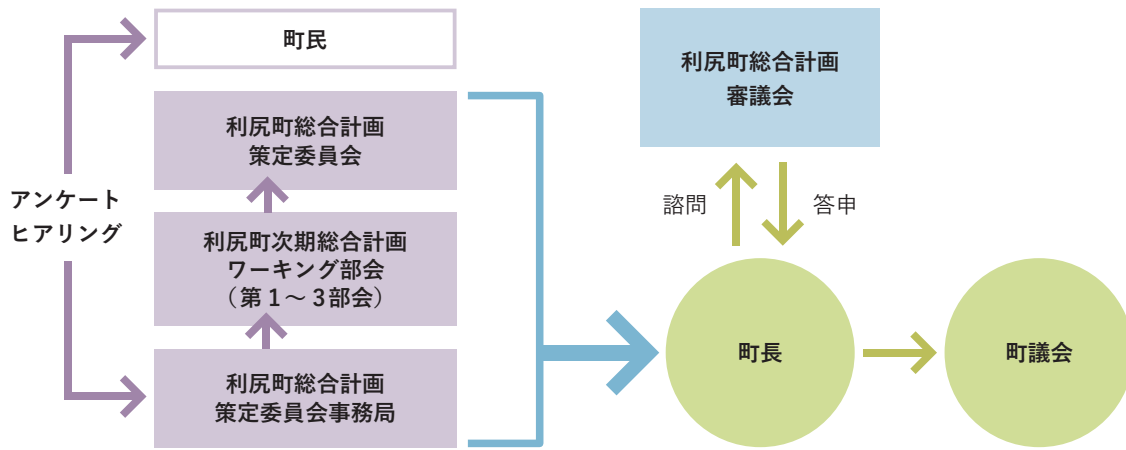 町民
利尻町総合計画
策定委員会
アンケート
ヒアリング
利尻町次期総合計画
ワーキング部会
（第1〜3部会）
利尻町総合計画
策定委員会事務局
利尻町総合計画
審議会
諮問
答申
町長
町議会